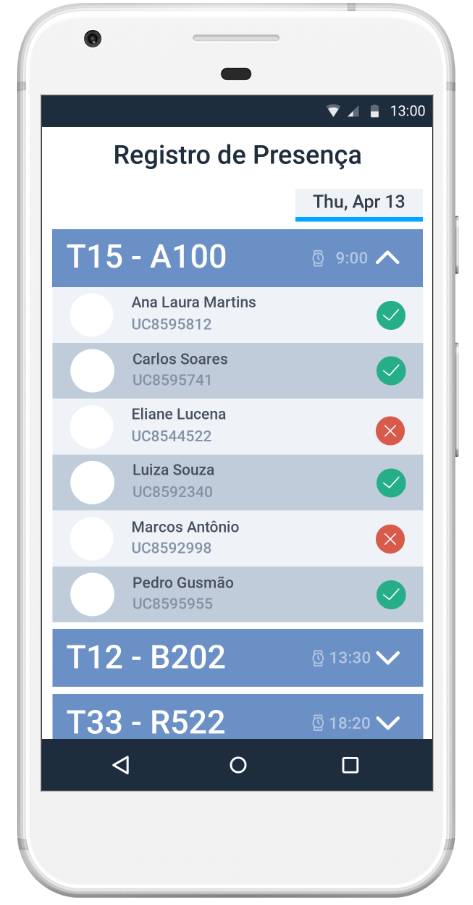 13:00
Registro de Presença
Thu, Apr 13
T15 - A100 9:00
Ana Laura Martins
UC8595812
Carlos Soares
UC8595741
Eliane Lucena
UC8544522
Luiza Souza
UC8592340
Marcos Antônio
UC8592998
Pedro Gusmão
UC8595955
T12 - B202 13:30
T33 - R522 18:20